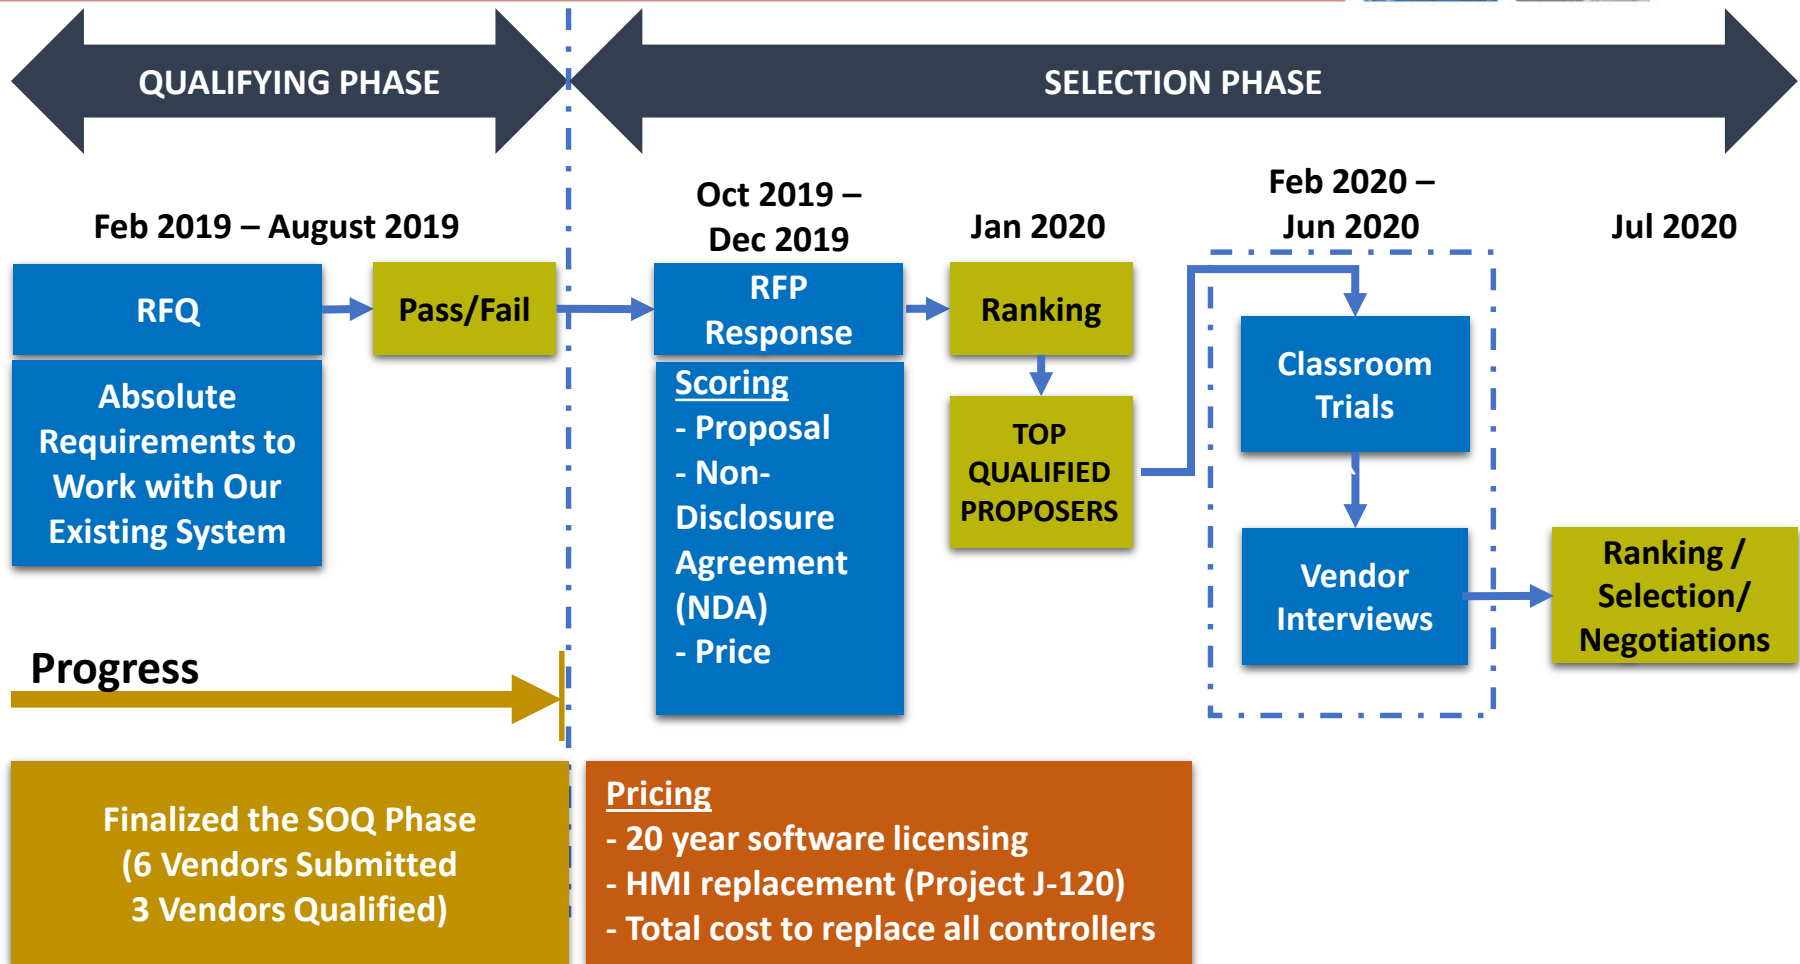 QUALIFYING PHASE
SELECTION PHASE
Feb 2019 – August 2019
Oct 2019 –
Dec 2019
Jan 2020
Feb 2020 –
Jun 2020
Jul 2020
RFQ
Pass/Fail
RFP
Response
Ranking
Absolute
Requirements to
Work with Our
Existing System
Scoring
- Proposal
- Non-
Disclosure
Agreement
(NDA)
- Price
TOP
QUALIFIED
PROPOSERS
Classroom
Trials
Vendor
Interviews
Ranking /
Selection/
Negotiations
Progress
Finalized the SOQ Phase
(6 Vendors Submitted
3 Vendors Qualified)
Pricing
- 20 year software licensing
- HMI replacement (Project J-120)
- Total cost to replace all controllers